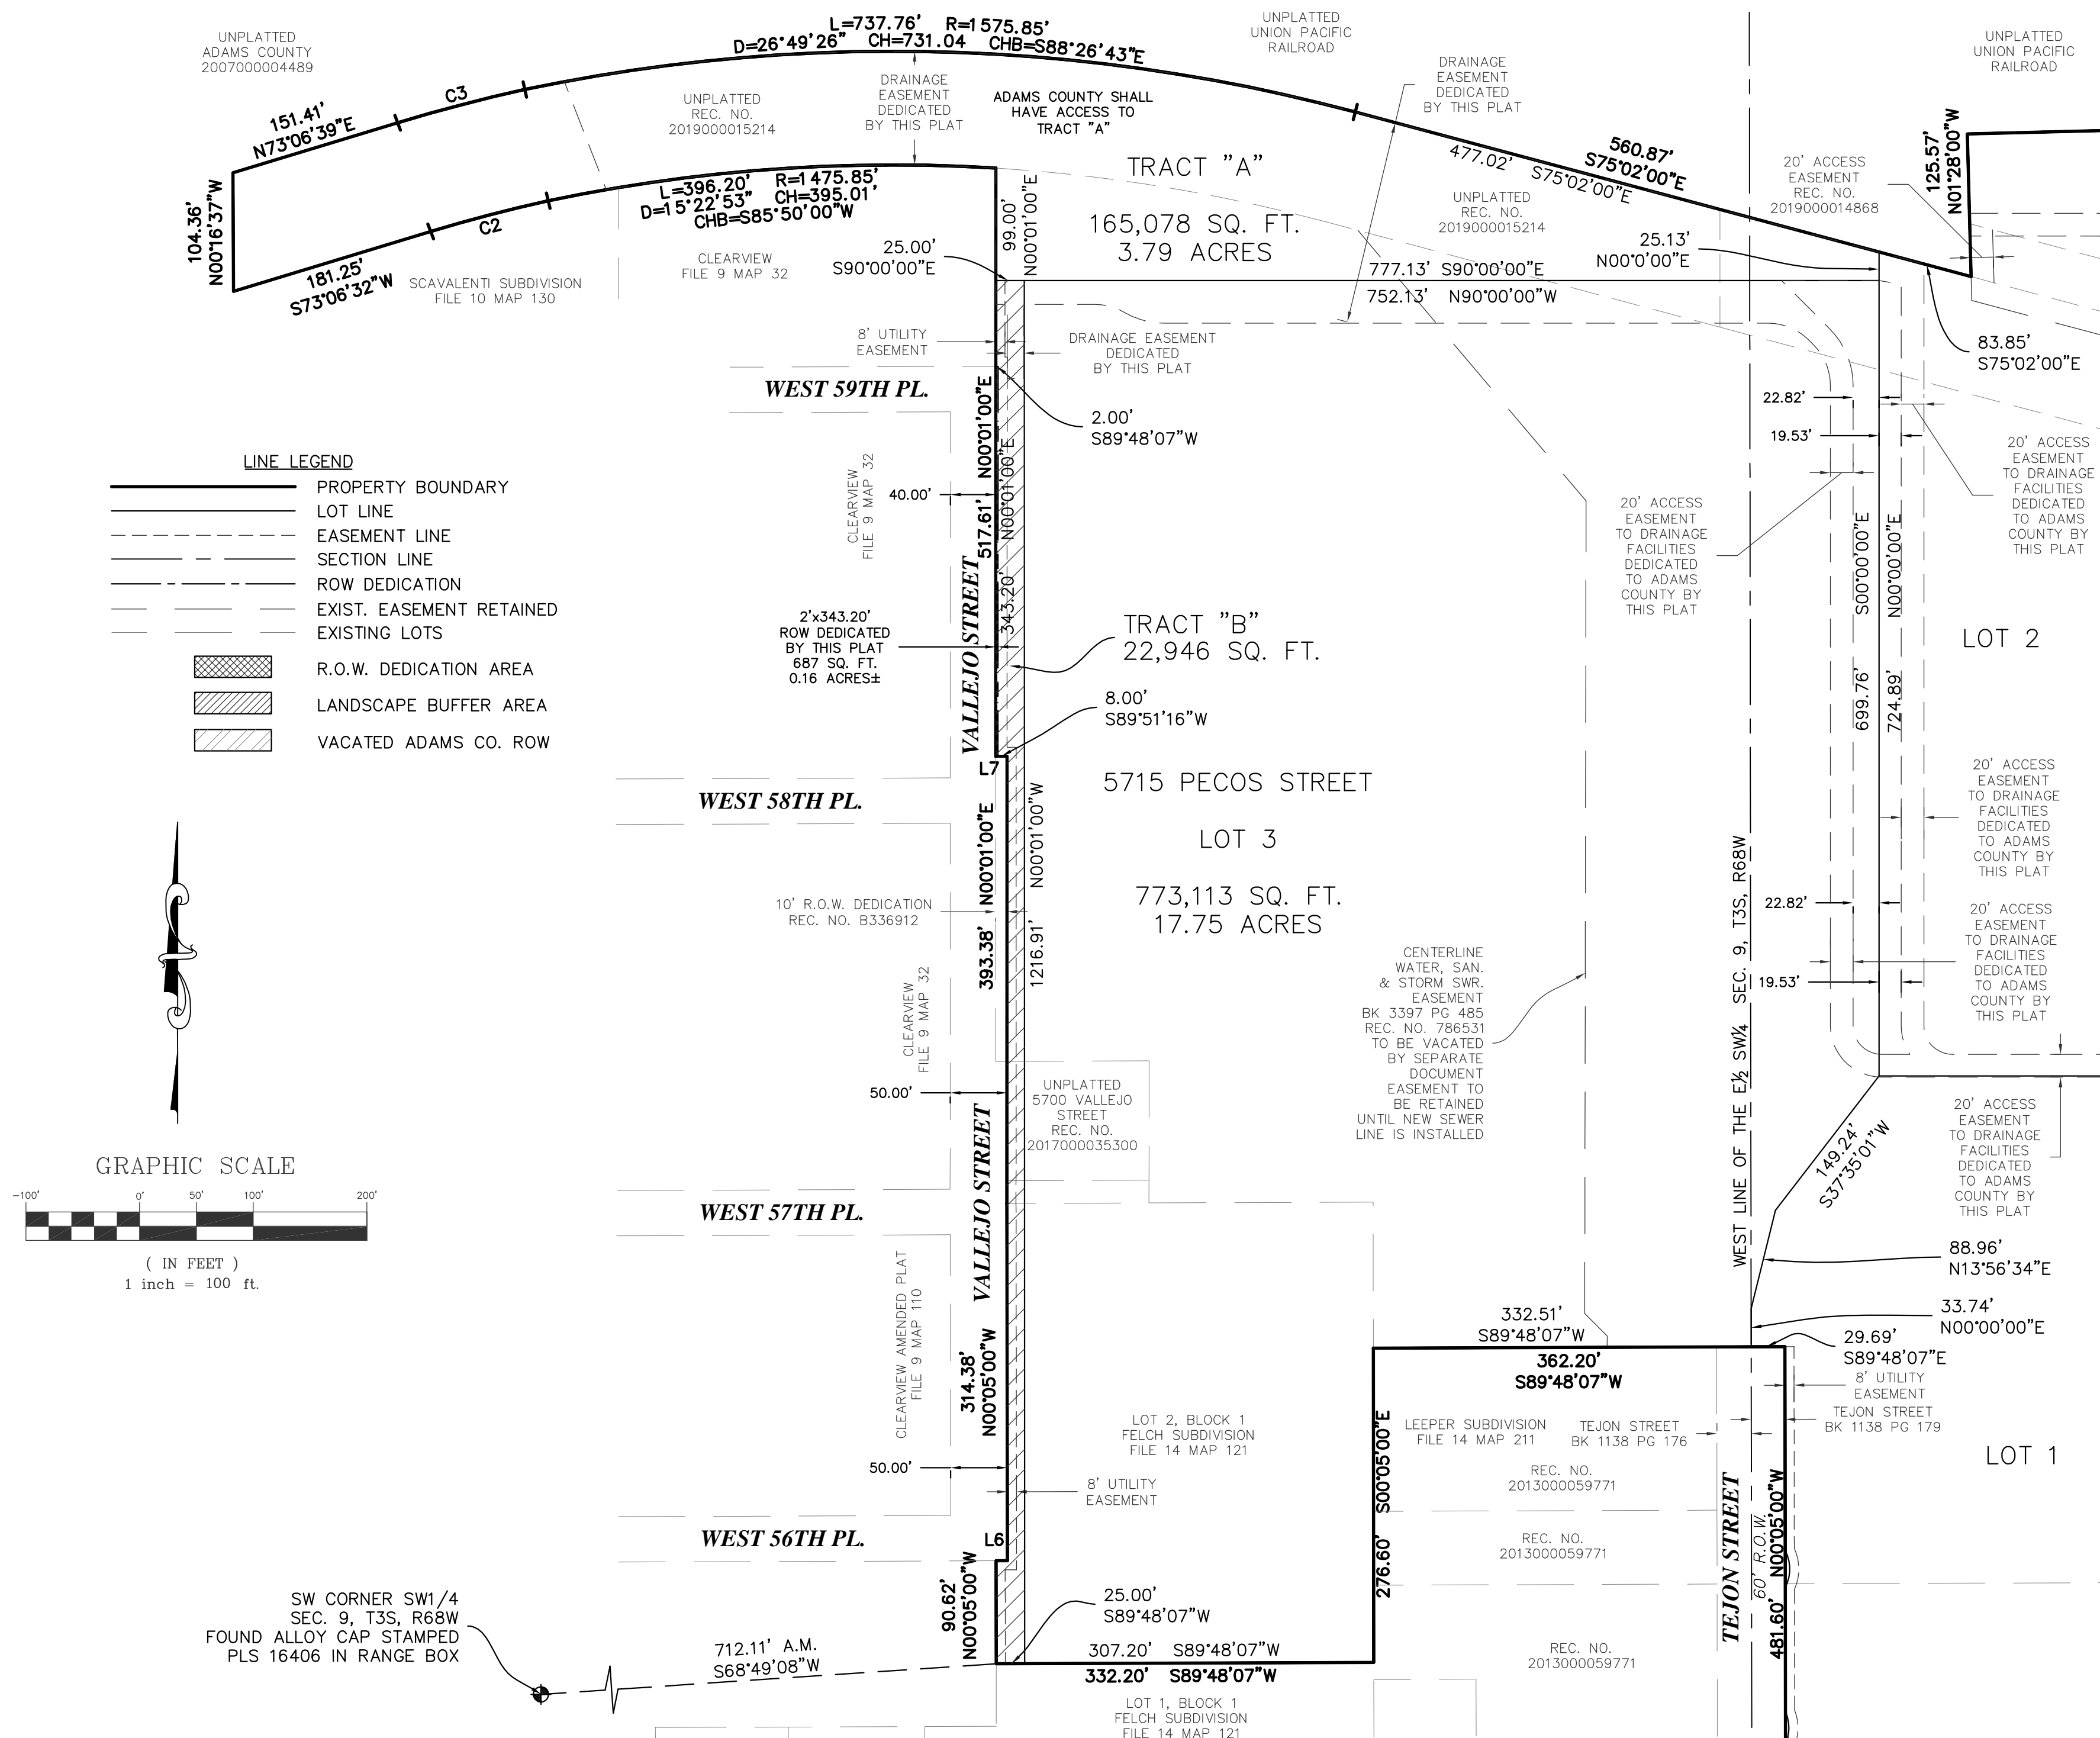 UNPLATTED
ADAMS COUNTY
2007000004489
L=737.76' R=1575.85'
D=26°49'26" CH=731.04 CHB=S88°26'43"E
UNPLATTED
UNION PACIFIC
RAILROAD
UNPLATTED
UNION PACIFIC
RAILROAD
151.41'
N73°06'39"E
C3
UNPLATTED
REC. NO.
2019000015214
DRAINAGE
EASEMENT
DEDICATED
BY THIS PLAT
ADAMS COUNTY SHALL
HAVE ACCESS TO
TRACT "A"
DRAINAGE
EASEMENT
DEDICATED
BY THIS PLAT
477.02' S75°02'00"E
560.87'
S75°02'00"E
20' ACCESS
EASEMENT
REC. NO.
2019000014868
125.57'
N01°28'00"W
104.36'
N00°16'37"W
181.25'
S73°06'32"W
C2
L=396.20' R=1475.85'
D=15°22'53" CH=395.01'
CHB=S85°50'00"W
SCAVALENTI SUBDIVISION
FILE 10 MAP 130
CLEARVIEW
FILE 9 MAP 32
25.00'
S90°00'00"E
99.00'
N00°01'00"E
TRACT "A"
165,078 SQ. FT.
3.79 ACRES
UNPLATTED
REC. NO.
2019000015214
25.13'
N00°0'00"E
777.13' S90°00'00"E
752.13' N90°00'00"W
83.85'
S75°02'00"E
8' UTILITY
EASEMENT
DRAINAGE EASEMENT
DEDICATED
BY THIS PLAT
WEST 59TH PL.
2.00'
S89°48'07"W
22.82'
19.53'
20' ACCESS
EASEMENT
TO DRAINAGE
FACILITIES
DEDICATED
TO ADAMS
COUNTY BY
THIS PLAT
LINE LEGEND
PROPERTY BOUNDARY
LOT LINE
EASEMENT LINE
SECTION LINE
ROW DEDICATION
EXIST. EASEMENT RETAINED
EXISTING LOTS
R.O.W. DEDICATION AREA
LANDSCAPE BUFFER AREA
VACATED ADAMS CO. ROW
CLEARVIEW
FILE 9 MAP 32
40.00'
517.61' N00°01'00"E
343.20' N00°01'00"E
VALLEJO STREET
2'x343.20'
ROW DEDICATED
BY THIS PLAT
687 SQ. FT.
0.16 ACRES±
TRACT "B"
22,946 SQ. FT.
8.00'
S89°51'16"W
20' ACCESS
EASEMENT
TO DRAINAGE
FACILITIES
DEDICATED
TO ADAMS
COUNTY BY
THIS PLAT
699.76' S00°00'00"E
724.89' N00°00'00"E
LOT 2
L7
WEST 58TH PL.
5715 PECOS STREET
LOT 3
773,113 SQ. FT.
17.75 ACRES
393.38' N00°01'00"E
1216.91' N00°01'00"W
10' R.O.W. DEDICATION
REC. NO. B336912
CLEARVIEW
FILE 9 MAP 32
20' ACCESS
EASEMENT
TO DRAINAGE
FACILITIES
DEDICATED
TO ADAMS
COUNTY BY
THIS PLAT
22.82'
20' ACCESS
EASEMENT
TO DRAINAGE
FACILITIES
DEDICATED
TO ADAMS
COUNTY BY
THIS PLAT
19.53'
WEST LINE OF THE E½ SW¼ SEC. 9, T3S, R68W
CENTERLINE
WATER, SAN.
& STORM SWR.
EASEMENT
BK 3397 PG 485
REC. NO. 786531
TO BE VACATED
BY SEPARATE
DOCUMENT
EASEMENT TO
BE RETAINED
UNTIL NEW SEWER
LINE IS INSTALLED
50.00'
UNPLATTED
5700 VALLEJO
STREET
REC. NO.
2017000035300
VALLEJO STREET
149.24'
S37°35'01"W
20' ACCESS
EASEMENT
TO DRAINAGE
FACILITIES
DEDICATED
TO ADAMS
COUNTY BY
THIS PLAT
GRAPHIC SCALE
-100' 0' 50' 100' 200'
( IN FEET )
1 inch = 100 ft.
WEST 57TH PL.
88.96'
N13°56'34"E
33.74'
N00°00'00"E
29.69'
S89°48'07"E
CLEARVIEW AMENDED PLAT
FILE 9 MAP 110
314.38'
N00°05'00"W
332.51'
S89°48'07"W
362.20'
S89°48'07"W
8' UTILITY
EASEMENT
TEJON STREET
BK 1138 PG 179
LOT 2, BLOCK 1
FELCH SUBDIVISION
FILE 14 MAP 121
LEEPER SUBDIVISION
FILE 14 MAP 211
TEJON STREET
BK 1138 PG 176
LOT 1
50.00'
8' UTILITY
EASEMENT
276.60' S00°05'00"E
REC. NO.
2013000059771
WEST 56TH PL.
L6
REC. NO.
2013000059771
TEJON STREET
60' R.O.W.
481.60' N00°05'00"W
90.62'
N00°05'00"W
25.00'
S89°48'07"W
SW CORNER SW1/4
SEC. 9, T3S, R68W
FOUND ALLOY CAP STAMPED
PLS 16406 IN RANGE BOX
712.11' A.M.
S68°49'08"W
307.20' S89°48'07"W
332.20' S89°48'07"W
REC. NO.
2013000059771
LOT 1, BLOCK 1
FELCH SUBDIVISION
FILE 14 MAP 121